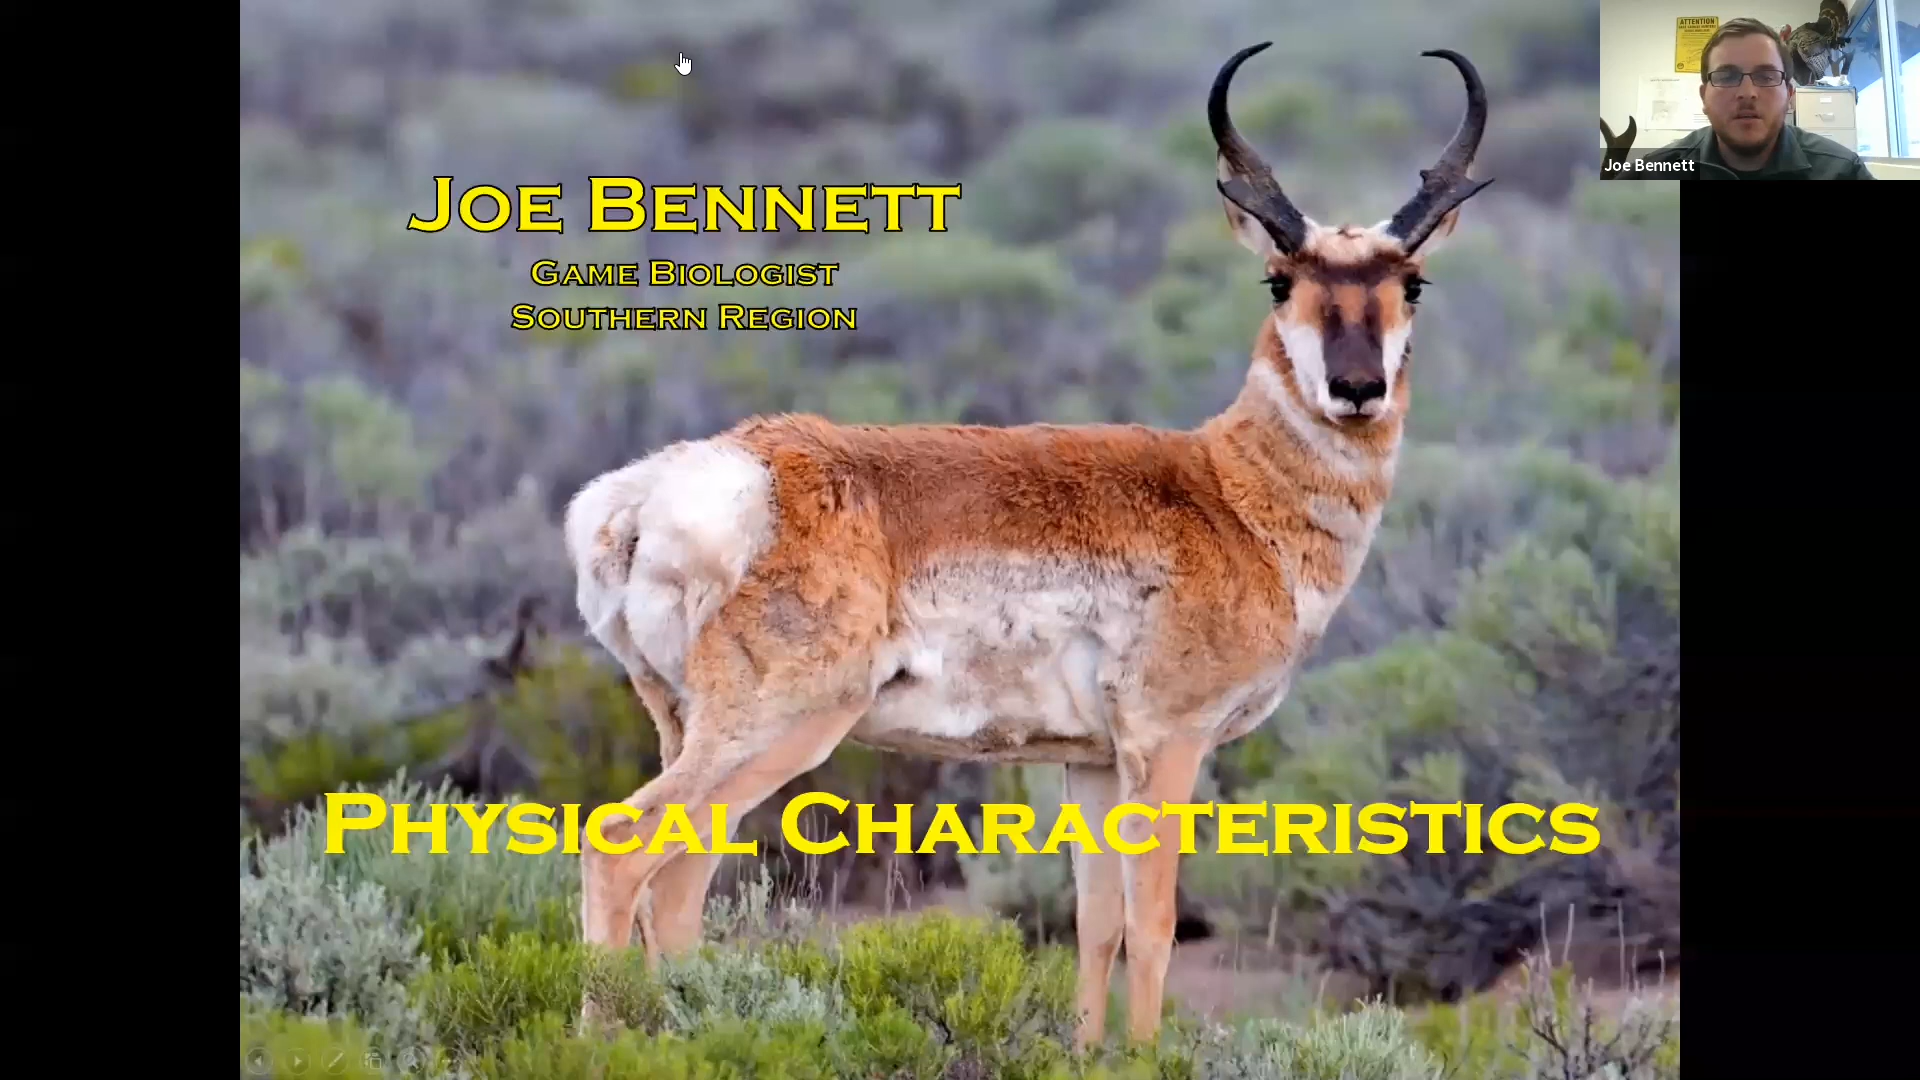 Joe Bennett
Game Biologist
Southern Region
Physical Characteristics
ATTENTION
Joe Bennett